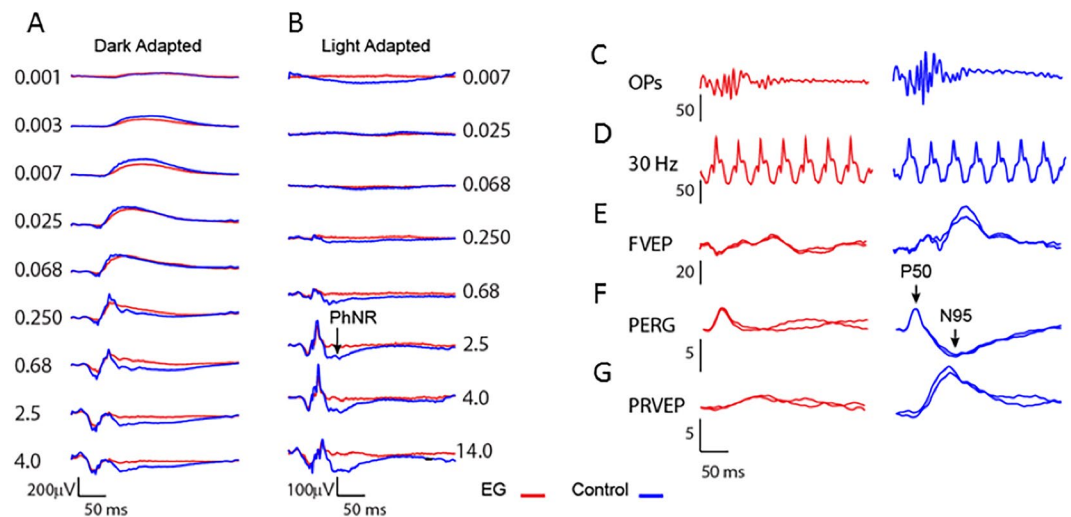 A
Dark Adapted
0.001
0.003
0.007
0.025
0.068
0.250
0.68
2.5
4.0
200μV
50 ms
B
Light Adapted
0.007
0.025
0.068
0.250
0.68
PhNR
2.5
4.0
14.0
100μV
50 ms
EG
Control
C
OPs
50
D
30 Hz
50
E
FVEP
20
F
P50
N95
PERG
5
G
PRVEP
5
50 ms